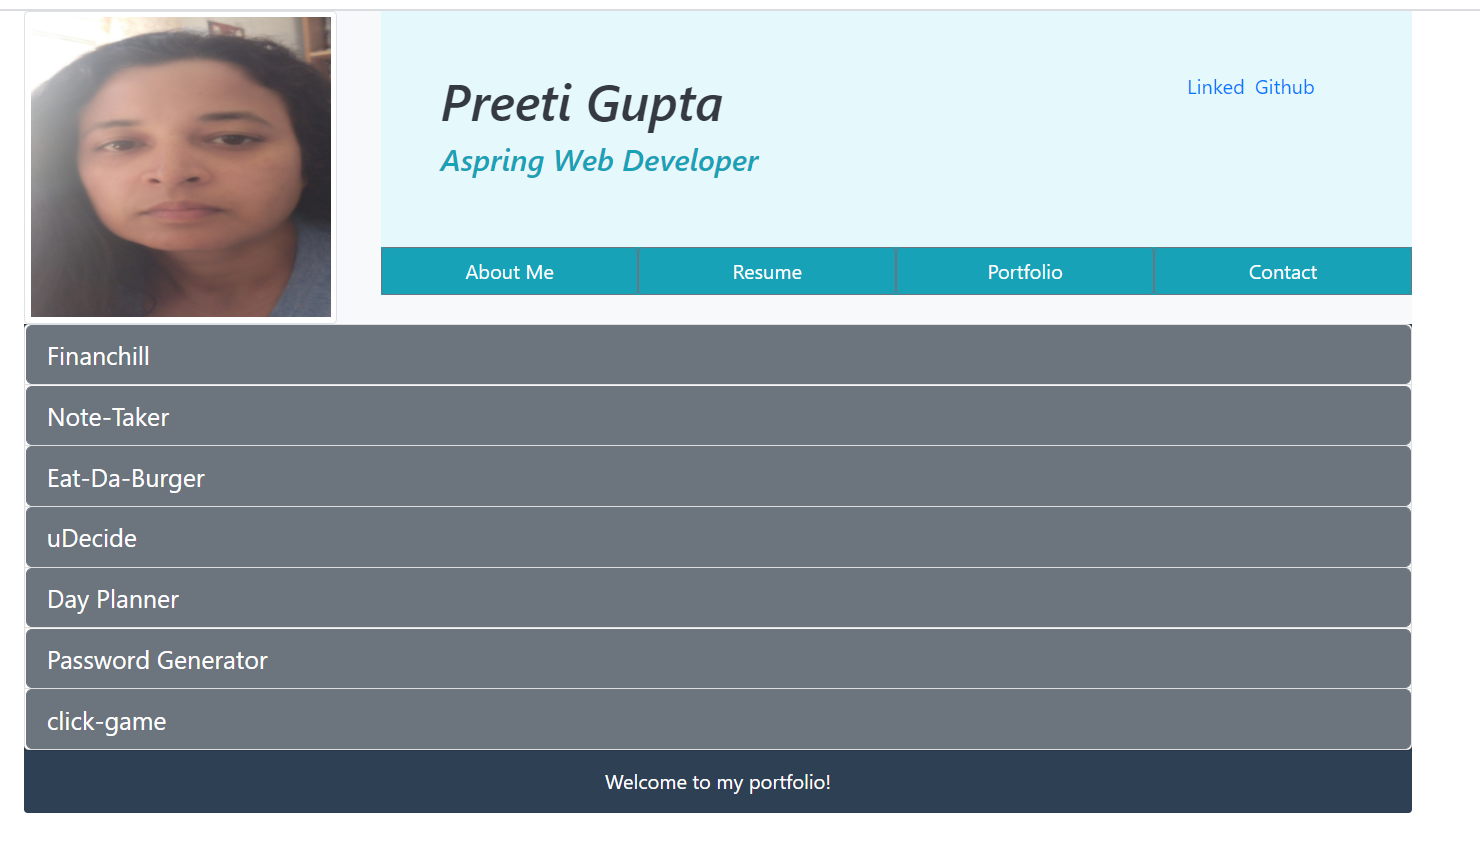 Preeti Gupta
Linked Github
Aspring Web Developer
About Me Resume Portfolio Contact
Financhill
Note-Taker
Eat-Da-Burger
uDecide
Day Planner
Password Generator
click-game
Welcome to my portfolio!